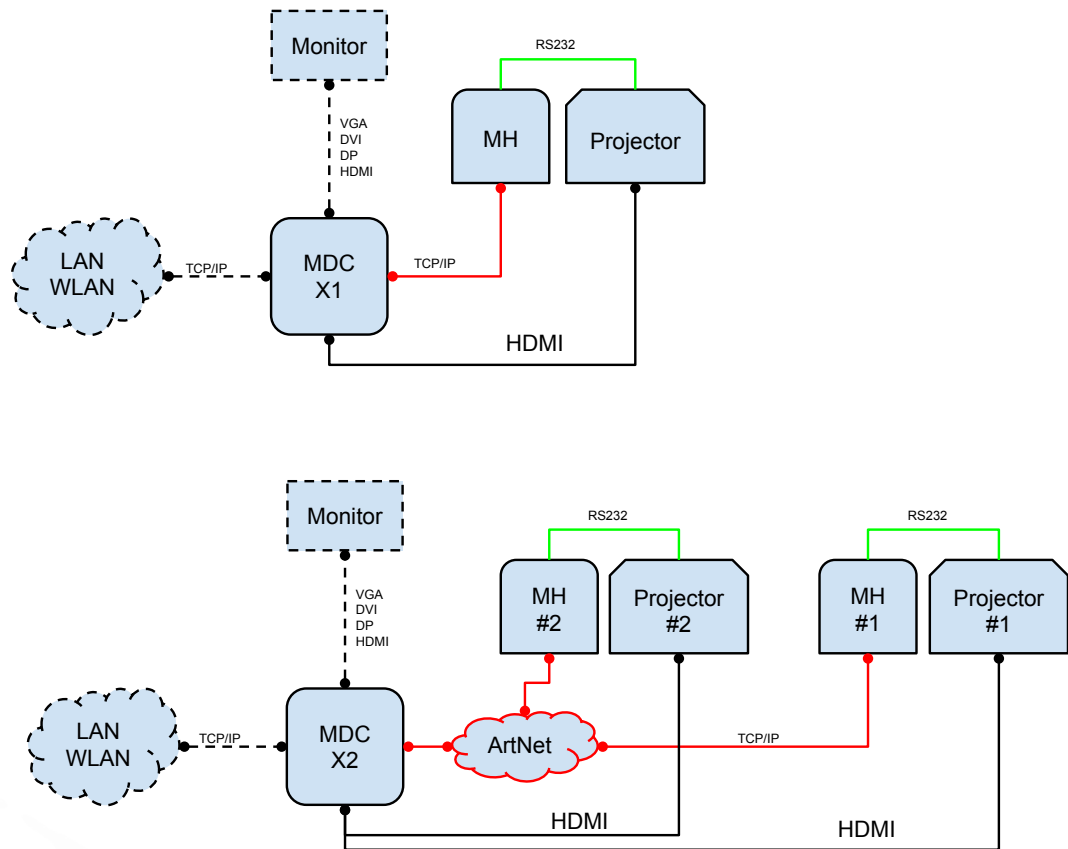 Monitor
RS232
VGA
DVI
DP
HDMI
MH
Projector
LAN
WLAN
TCP/IP
MDC
X1
TCP/IP
HDMI
Monitor
RS232
RS232
VGA
DVI
DP
HDMI
MH
#2
Projector
#2
MH
#1
Projector
#1
LAN
WLAN
TCP/IP
MDC
X2
ArtNet
TCP/IP
HDMI
HDMI